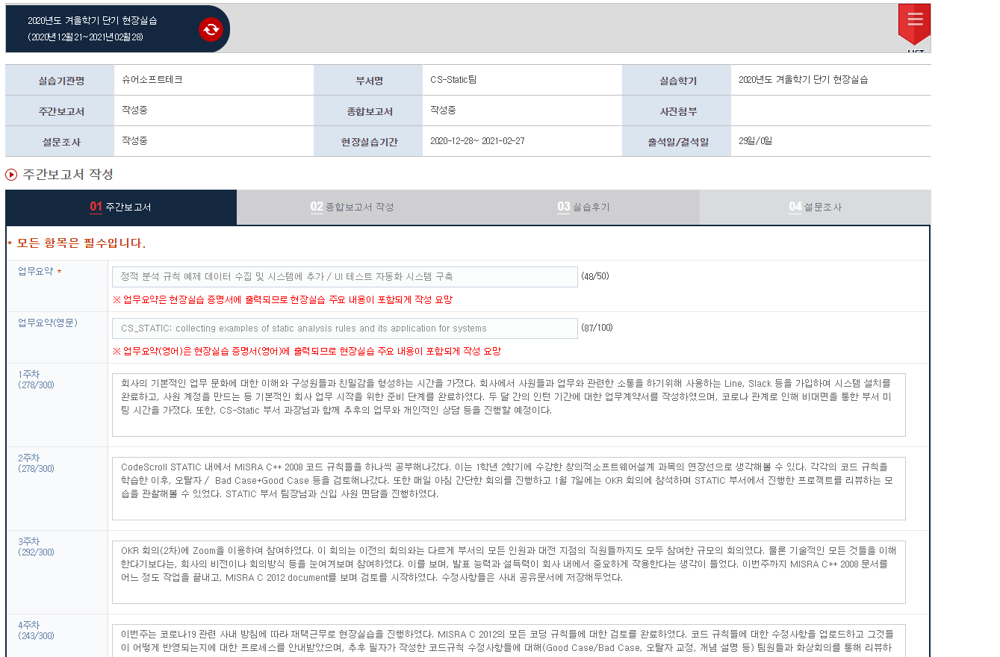 2020년도 겨울학기 단기 현장실습
(2020년12월21~2021년02월28)
실습기관명 슈어소프트테크 부서명 CS-Static팀 실습학기 2020년도 겨울학기 단기 현장실습
주간보고서 작성중 종합보고서 작성중 사진첨부
설문조사 작성중 현장실습기간 2020-12-28~ 2021-02-27 출석일/결석일 29일/0일
주간보고서 작성
01 주간보고서 02 종합보고서 작성 03 실습후기 04 설문조사
* 모든 항목은 필수입니다.
업무요약 * 정적 분석 규칙 예제 데이터 수집 및 시스템에 추가 / UI 테스트 자동화 시스템 구축 (48/50)
※ 업무요약은 현장실습 증명서에 출력되므로 현장실습 주요 내용이 포함되게 작성 요망
업무요약(영문) CS_STATIC: collecting examples of static analysis rules and its application for systems (87/100)
※ 업무요약(영어)은 현장실습 증명서(영어)에 출력되므로 현장실습 주요 내용이 포함되게 작성 요망
1주차
(278/300)
회사의 기본적인 업무 문화에 대한 이해와 구성원들과 친밀감을 형성하는 시간을 가졌다. 회사에서 사원들과 업무와 관련한 소통을 하기위해 사용하는 Line, Slack 등을 가입하여 시스템 설치를
완료하고, 사원 계정을 만드는 등 기본적인 회사 업무 시작을 위한 준비 단계를 완료하였다. 두 달 간의 인턴 기간에 대한 업무계약서를 작성하였으며, 코로나 관계로 인해 비대면을 통한 부서 미
팅 시간을 가졌다. 또한, CS-Static 부서 과장님과 함께 추후의 업무와 개인적인 상담 등을 진행할 예정이다.
2주차
(278/300)
CodeScroll STATIC 내에서 MISRA C++ 2008 코드 규칙들을 하나씩 공부해나갔다. 이는 1학년 2학기에 수강한 창의적소프트웨어설계 과목의 연장선으로 생각해볼 수 있다. 각각의 코드 규칙을
학습한 이후, 오탈자 / Bad Case+Good Case 등을 검토해나갔다. 또한 매일 아침 간단한 회의를 진행하고 1월 7일에는 OKR 회의에 참석하며 STATIC 부서에서 진행한 프로젝트를 리뷰하는 모
습을 관찰해볼 수 있었다. STATIC 부서 팀장님과 신입 사원 면담을 진행하였다.
3주차
(292/300)
OKR 회의(2차)에 Zoom을 이용하여 참여하였다. 이 회의는 이전의 회의와는 다르게 부서의 모든 인원과 대전 지점의 직원들까지도 모두 참여한 큰 규모의 회의였다. 물론 기술적인 모든 것들을 이해
한다기보다는, 회사의 비전이나 회의방식 등을 눈여겨보며 참여하였다. 이를 보며, 발표 능력과 설득력이 회사 내에서 중요하게 작용한다는 생각이 들었다. 이번주까지 MISRA C++ 2008 문서를
어느 정도 작업을 끝내고, MISRA C 2012 document를 보며 검토를 시작하였다. 수정사항들은 사내 공유문서에 저장해두었다.
4주차
(243/300)
이번주는 코로나19 관련 사내 방침에 따라 재택근무로 현장실습을 진행하였다. MISRA C 2012의 모든 코딩 규칙들에 대한 검토를 완료하였다. 코드 규칙들에 대한 수정사항을 업로드하고 그것들
이 어떻게 반영되는지에 대한 프로세스를 안내받았으며, 추후 필자가 작성한 코드규칙 수정사항들에 대해(Good Case/Bad Case, 오탈자 교정, 개념 설명 등) 팀원들과 화상회의를 통해 리뷰하